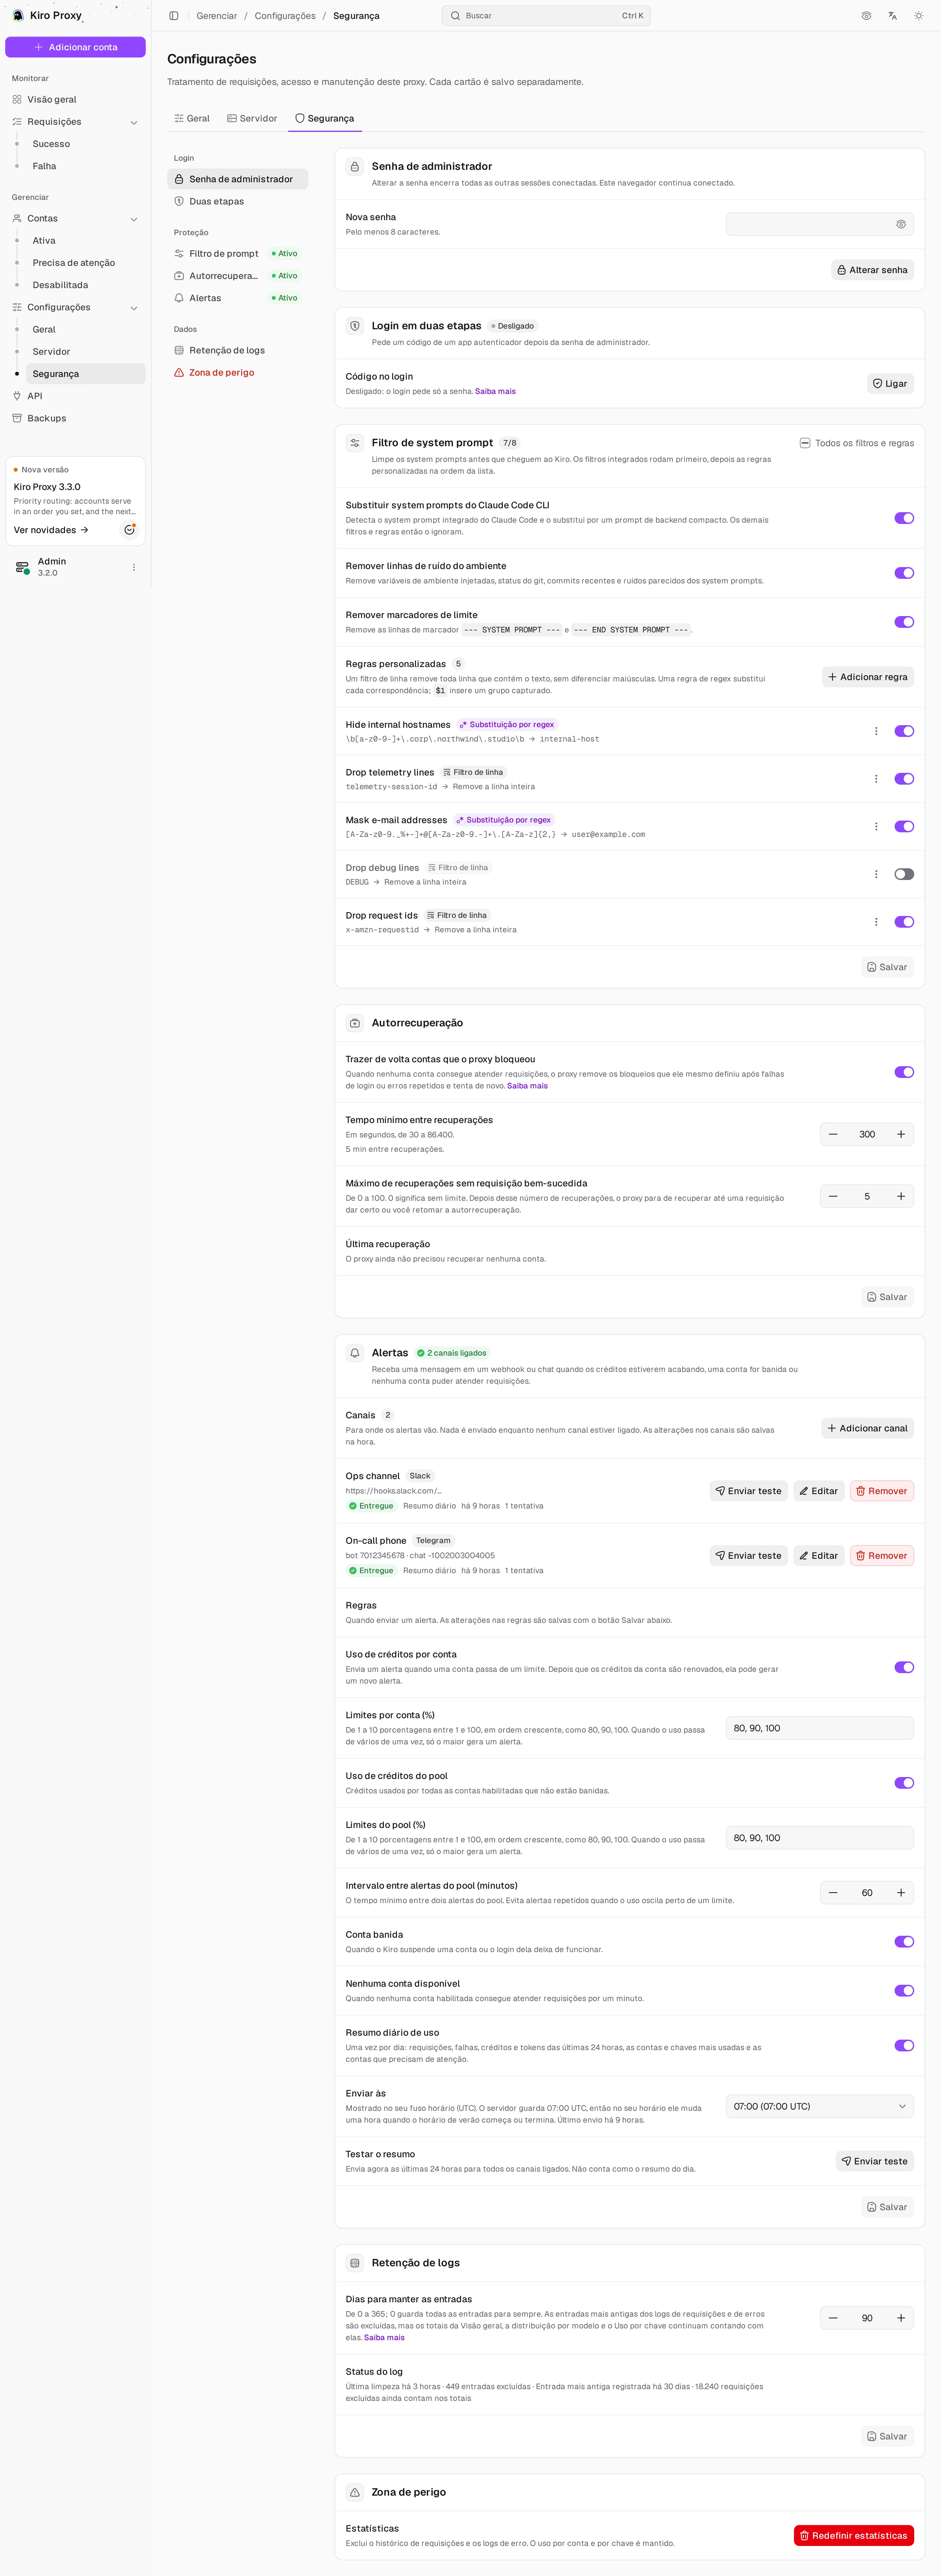 Kiro Proxy
Adicionar conta
Monitorar
Visão geral
Requisições
Sucesso
Falha
Gerenciar
Contas
Ativa
Precisa de atenção
Desabilitada
Configurações
Geral
Servidor
Segurança
API
Backups
Nova versão
Kiro Proxy 3.3.0
Priority routing: accounts serve
in an order you set, and the next...
Ver novidades →
Admin
3.2.0
Gerenciar / Configurações / Segurança
Buscar Ctrl K
Configurações
Tratamento de requisições, acesso e manutenção deste proxy. Cada cartão é salvo separadamente.
Geral Servidor Segurança
Login
Senha de administrador
Duas etapas
Proteção
Filtro de prompt Ativo
Autorrecupera... Ativo
Alertas Ativo
Dados
Retenção de logs
Zona de perigo
Senha de administrador
Alterar a senha encerra todas as outras sessões conectadas. Este navegador continua conectado.
Nova senha
Pelo menos 8 caracteres.
Alterar senha
Login em duas etapas Desligado
Pede um código de um app autenticador depois da senha de administrador.
Código no login
Desligado: o login pede só a senha. Saiba mais
Ligar
Filtro de system prompt 7/8
Todos os filtros e regras
Limpe os system prompts antes que cheguem ao Kiro. Os filtros integrados rodam primeiro, depois as regras
personalizadas na ordem da lista.
Substituir system prompts do Claude Code CLI
Detecta o system prompt integrado do Claude Code e o substitui por um prompt de backend compacto. Os demais
filtros e regras então o ignoram.
Remover linhas de ruído do ambiente
Remove variáveis de ambiente injetadas, status do git, commits recentes e ruídos parecidos dos system prompts.
Remover marcadores de limite
Remove as linhas de marcador --- SYSTEM PROMPT --- e --- END SYSTEM PROMPT ---.
Regras personalizadas 5
Um filtro de linha remove toda linha que contém o texto, sem diferenciar maiúsculas. Uma regra de regex substitui
cada correspondência; $1 insere um grupo capturado.
Adicionar regra
Hide internal hostnames Substituição por regex
\b[a-z0-9-]+\.corp\.northwind\.studio\b → internal-host
Drop telemetry lines Filtro de linha
telemetry-session-id → Remove a linha inteira
Mask e-mail addresses Substituição por regex
[A-Za-z0-9._%+-]+@[A-Za-z0-9.-]+\.[A-Za-z]{2,} → user@example.com
Drop debug lines Filtro de linha
DEBUG → Remove a linha inteira
Drop request ids Filtro de linha
x-amzn-requestid → Remove a linha inteira
Salvar
Autorrecuperação
Trazer de volta contas que o proxy bloqueou
Quando nenhuma conta consegue atender requisições, o proxy remove os bloqueios que ele mesmo definiu após falhas
de login ou erros repetidos e tenta de novo. Saiba mais
Tempo mínimo entre recuperações
Em segundos, de 30 a 86.400.
5 min entre recuperações.
300
Máximo de recuperações sem requisição bem-sucedida
De 0 a 100. 0 significa sem limite. Depois desse número de recuperações, o proxy para de recuperar até uma requisição
dar certo ou você retomar a autorrecuperação.
5
Última recuperação
O proxy ainda não precisou recuperar nenhuma conta.
Salvar
Alertas 2 canais ligados
Receba uma mensagem em um webhook ou chat quando os créditos estiverem acabando, uma conta for banida ou
nenhuma conta puder atender requisições.
Canais 2
Para onde os alertas vão. Nada é enviado enquanto nenhum canal estiver ligado. As alterações nos canais são salvas
na hora.
Adicionar canal
Ops channel Slack
https://hooks.slack.com/...
Entregue Resumo diário há 9 horas 1 tentativa
Enviar teste Editar Remover
On-call phone Telegram
bot 7012345678 · chat -1002003004005
Entregue Resumo diário há 9 horas 1 tentativa
Enviar teste Editar Remover
Regras
Quando enviar um alerta. As alterações nas regras são salvas com o botão Salvar abaixo.
Uso de créditos por conta
Envia um alerta quando uma conta passa de um limite. Depois que os créditos da conta são renovados, ela pode gerar
um novo alerta.
Limites por conta (%)
De 1 a 10 porcentagens entre 1 e 100, em ordem crescente, como 80, 90, 100. Quando o uso passa
de vários de uma vez, só o maior gera um alerta.
80, 90, 100
Uso de créditos do pool
Créditos usados por todas as contas habilitadas que não estão banidas.
Limites do pool (%)
De 1 a 10 porcentagens entre 1 e 100, em ordem crescente, como 80, 90, 100. Quando o uso passa
de vários de uma vez, só o maior gera um alerta.
80, 90, 100
Intervalo entre alertas do pool (minutos)
O tempo mínimo entre dois alertas do pool. Evita alertas repetidos quando o uso oscila perto de um limite.
60
Conta banida
Quando o Kiro suspende uma conta ou o login dela deixa de funcionar.
Nenhuma conta disponível
Quando nenhuma conta habilitada consegue atender requisições por um minuto.
Resumo diário de uso
Uma vez por dia: requisições, falhas, créditos e tokens das últimas 24 horas, as contas e chaves mais usadas e as
contas que precisam de atenção.
Enviar às
Mostrado no seu fuso horário (UTC). O servidor guarda 07:00 UTC, então no seu horário ele muda
uma hora quando o horário de verão começa ou termina. Último envio há 9 horas.
07:00 (07:00 UTC)
Testar o resumo
Envia agora as últimas 24 horas para todos os canais ligados. Não conta como o resumo do dia.
Enviar teste
Salvar
Retenção de logs
Dias para manter as entradas
De 0 a 365; 0 guarda todas as entradas para sempre. As entradas mais antigas dos logs de requisições e de erros
são excluídas, mas os totais da Visão geral, a distribuição por modelo e o Uso por chave continuam contando com
elas. Saiba mais
90
Status do log
Última limpeza há 3 horas · 449 entradas excluídas · Entrada mais antiga registrada há 30 dias · 18.240 requisições
excluídas ainda contam nos totais
Salvar
Zona de perigo
Estatísticas
Exclui o histórico de requisições e os logs de erro. O uso por conta e por chave é mantido.
Redefinir estatísticas